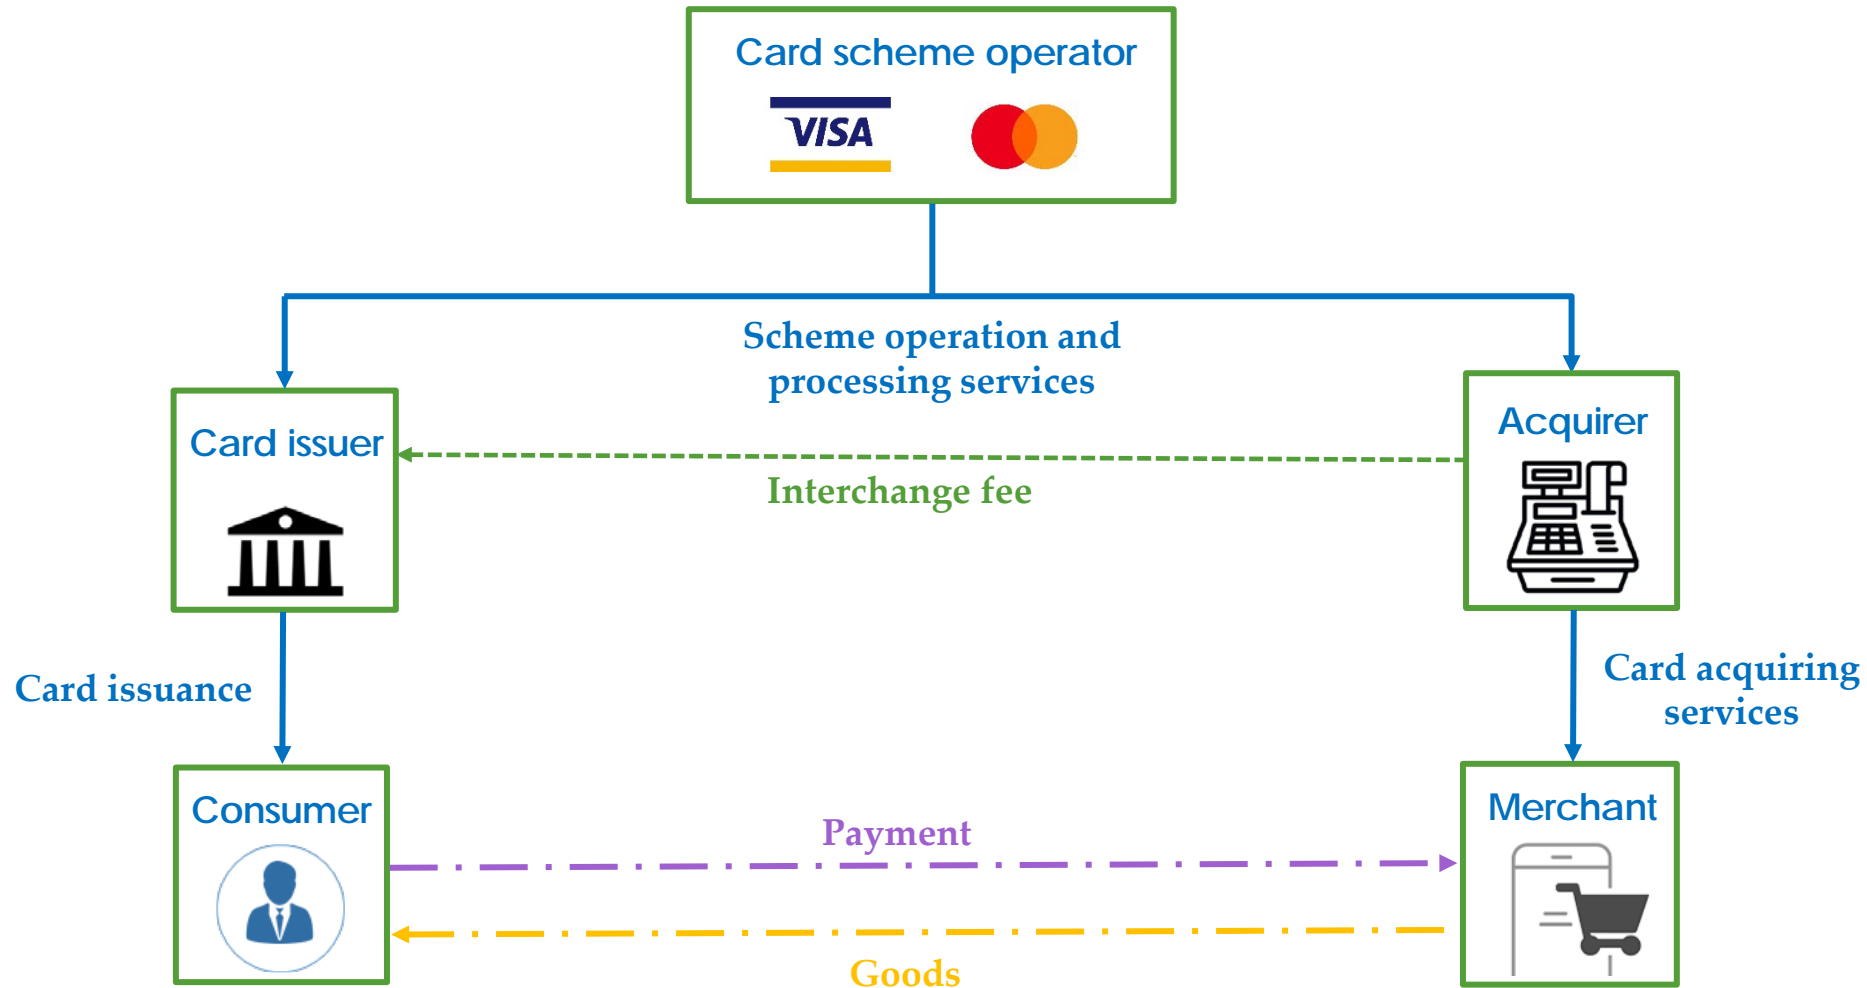 Card scheme operator
VISA
Scheme operation and
processing services
Card issuer
Acquirer
Interchange fee
Card issuance
Card acquiring
services
Consumer
Merchant
Payment
Goods